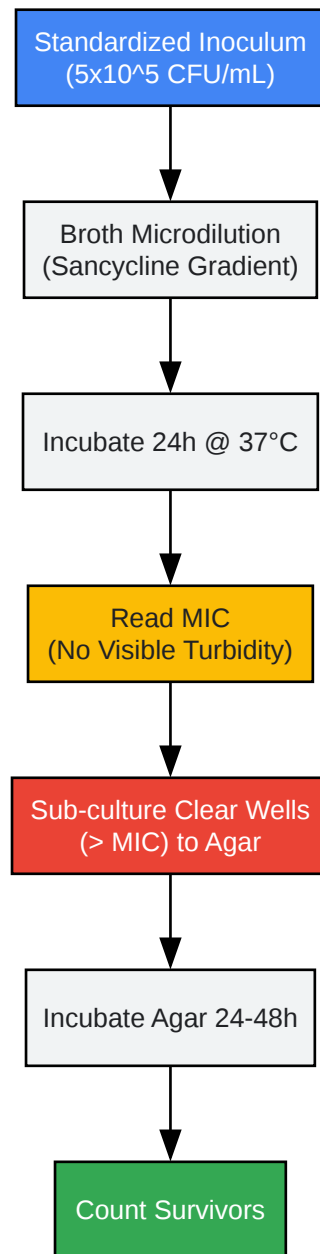 Standardized Inoculum
(5x10^5 CFU/mL)
Broth Microdilution
(Sancycline Gradient)
Incubate 24h @ 37°C
Read MIC
(No Visible Turbidity)
Sub-culture Clear Wells
(> MIC) to Agar
Incubate Agar 24-48h
Count Survivors